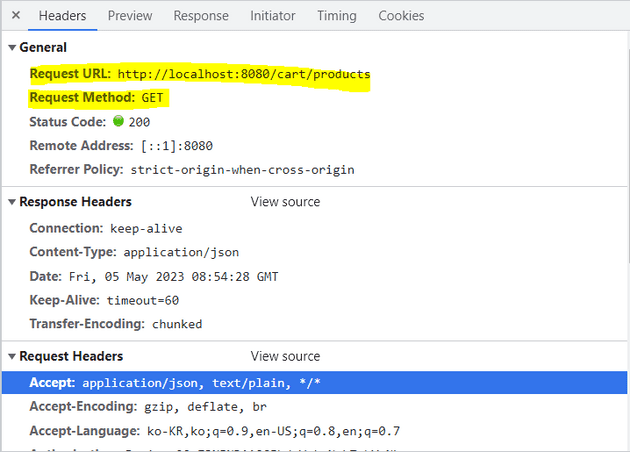 × Headers Preview Response Initiator Timing Cookies
▼ General
Request URL: http://localhost:8080/cart/products
Request Method: GET
Status Code: 200
Remote Address: [::1]:8080
Referrer Policy: strict-origin-when-cross-origin
▼ Response Headers View source
Connection: keep-alive
Content-Type: application/json
Date: Fri, 05 May 2023 08:54:28 GMT
Keep-Alive: timeout=60
Transfer-Encoding: chunked
▼ Request Headers View source
Accept: application/json, text/plain, */*
Accept-Encoding: gzip, deflate, br
Accept-Language: ko-KR,ko;q=0.9,en-US;q=0.8,en;q=0.7